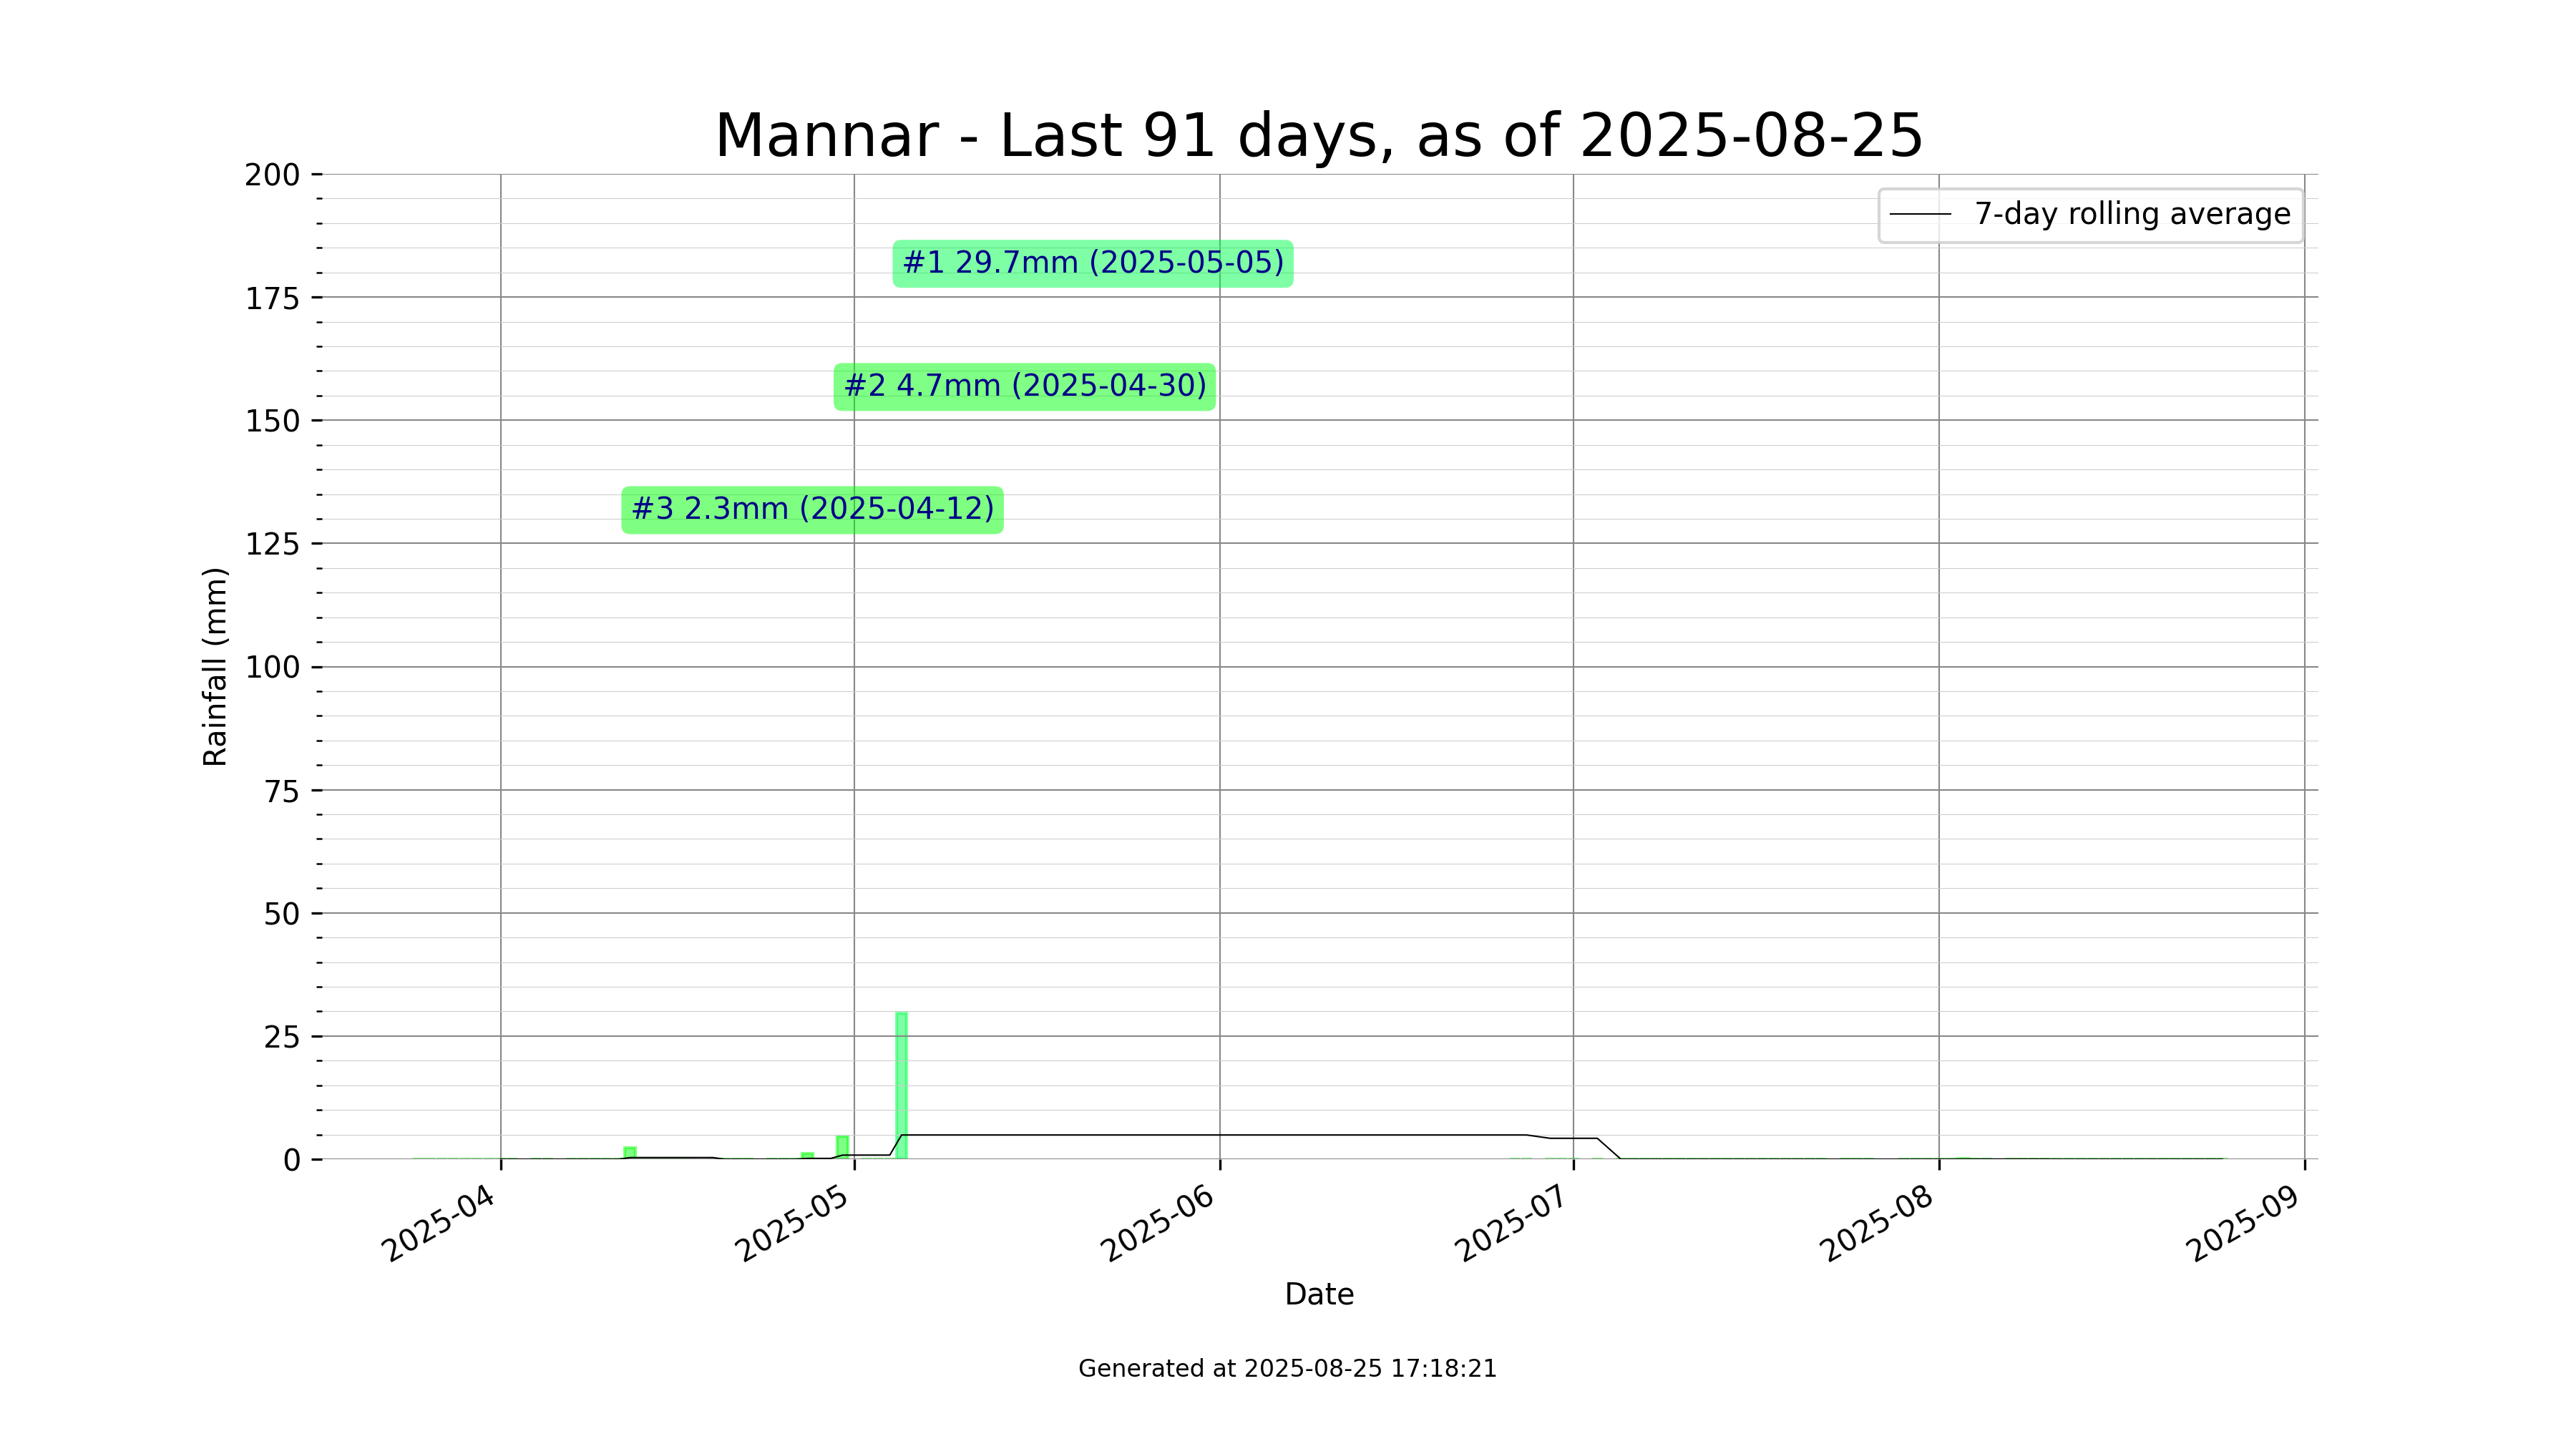 Mannar - Last 91 days, as of 2025-08-25
200
175
150
125
100
75
50
25
0
Rainfall (mm)
7-day rolling average
#1 29.7mm (2025-05-05)
#2 4.7mm (2025-04-30)
#3 2.3mm (2025-04-12)
2025-04
2025-05
2025-06
2025-07
2025-08
2025-09
Date
Generated at 2025-08-25 17:18:21